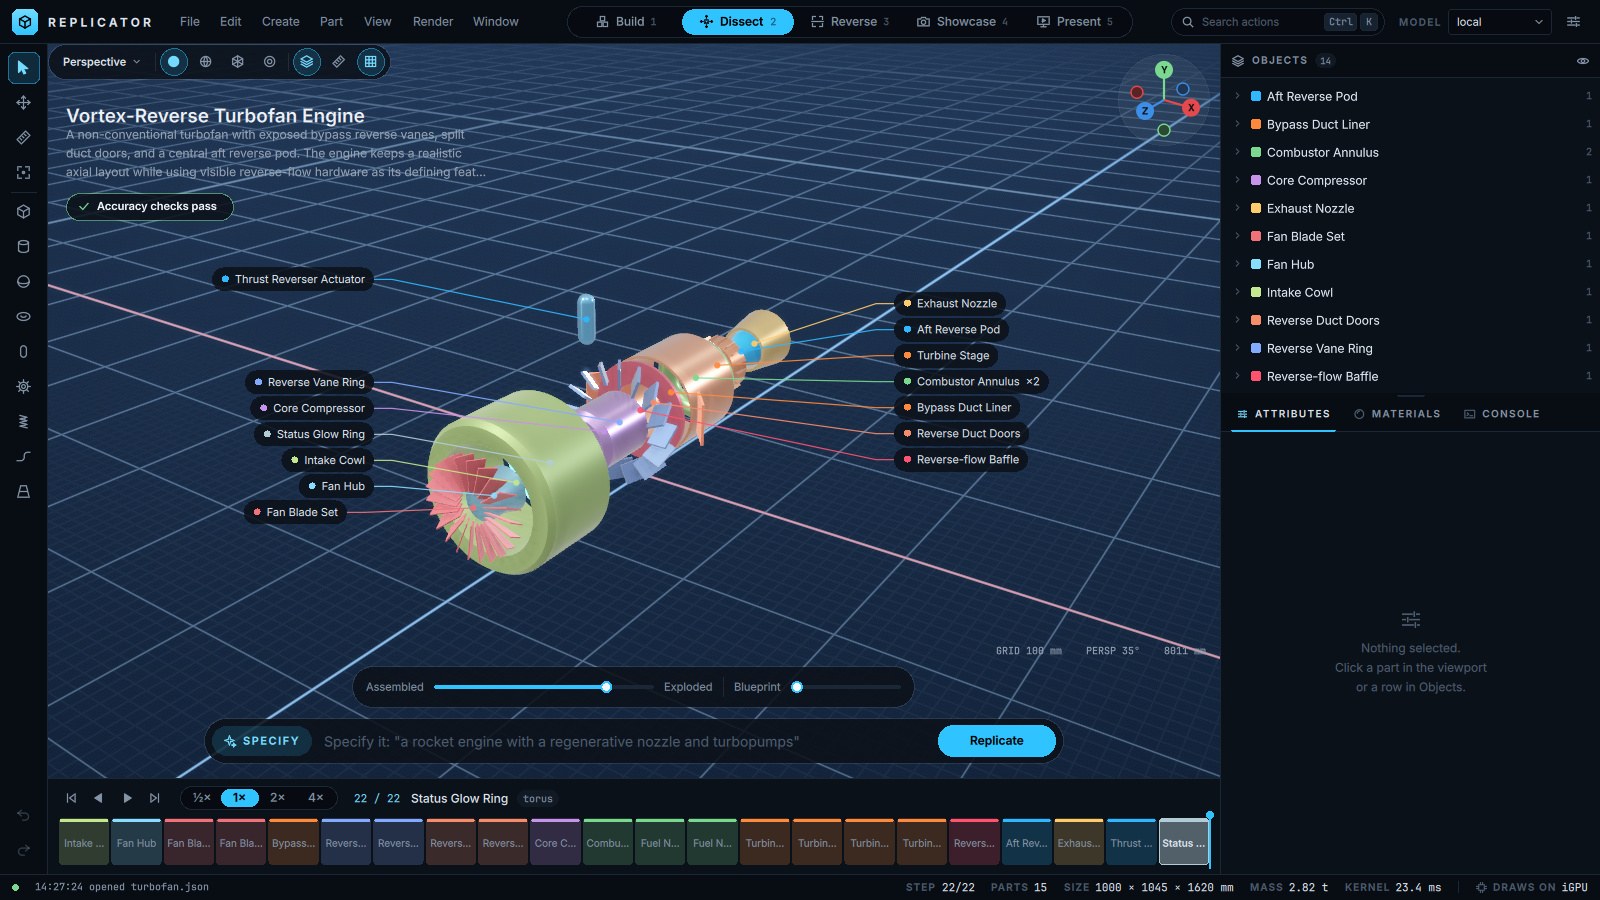 REPLICATOR File Edit Create Part View Render Window Build 1 Dissect 2 Reverse 3 Showcase 4 Present 5 Search actions Ctrl K MODEL local
Perspective
Y
X
Z
Vortex-Reverse Turbofan Engine
A non-conventional turbofan with exposed bypass reverse vanes, split
duct doors, and a central aft reverse pod. The engine keeps a realistic
axial layout while using visible reverse-flow hardware as its defining feat...
Accuracy checks pass
Thrust Reverser Actuator
Reverse Vane Ring
Core Compressor
Status Glow Ring
Intake Cowl
Fan Hub
Fan Blade Set
Exhaust Nozzle
Aft Reverse Pod
Turbine Stage
Combustor Annulus ×2
Bypass Duct Liner
Reverse Duct Doors
Reverse-flow Baffle
GRID 100 mm PERSP 35° 8011 mm
Assembled Exploded Blueprint
SPECIFY Specify it: "a rocket engine with a regenerative nozzle and turbopumps" Replicate
OBJECTS 14
Aft Reverse Pod 1
Bypass Duct Liner 1
Combustor Annulus 2
Core Compressor 1
Exhaust Nozzle 1
Fan Blade Set 1
Fan Hub 1
Intake Cowl 1
Reverse Duct Doors 1
Reverse Vane Ring 1
Reverse-flow Baffle 1
ATTRIBUTES MATERIALS CONSOLE
Nothing selected.
Click a part in the viewport
or a row in Objects.
½× 1× 2× 4× 22 / 22 Status Glow Ring torus
Intake ... Fan Hub Fan Bla... Fan Bla... Bypass... Revers... Revers... Revers... Revers... Core C... Combu... Fuel N... Fuel N... Turbin... Turbin... Turbin... Turbin... Revers... Aft Rev... Exhaus... Thrust ... Status ...
14:27:24 opened turbofan.json STEP 22/22 PARTS 15 SIZE 1000 × 1045 × 1620 mm MASS 2.82 t KERNEL 23.4 ms DRAWS ON iGPU